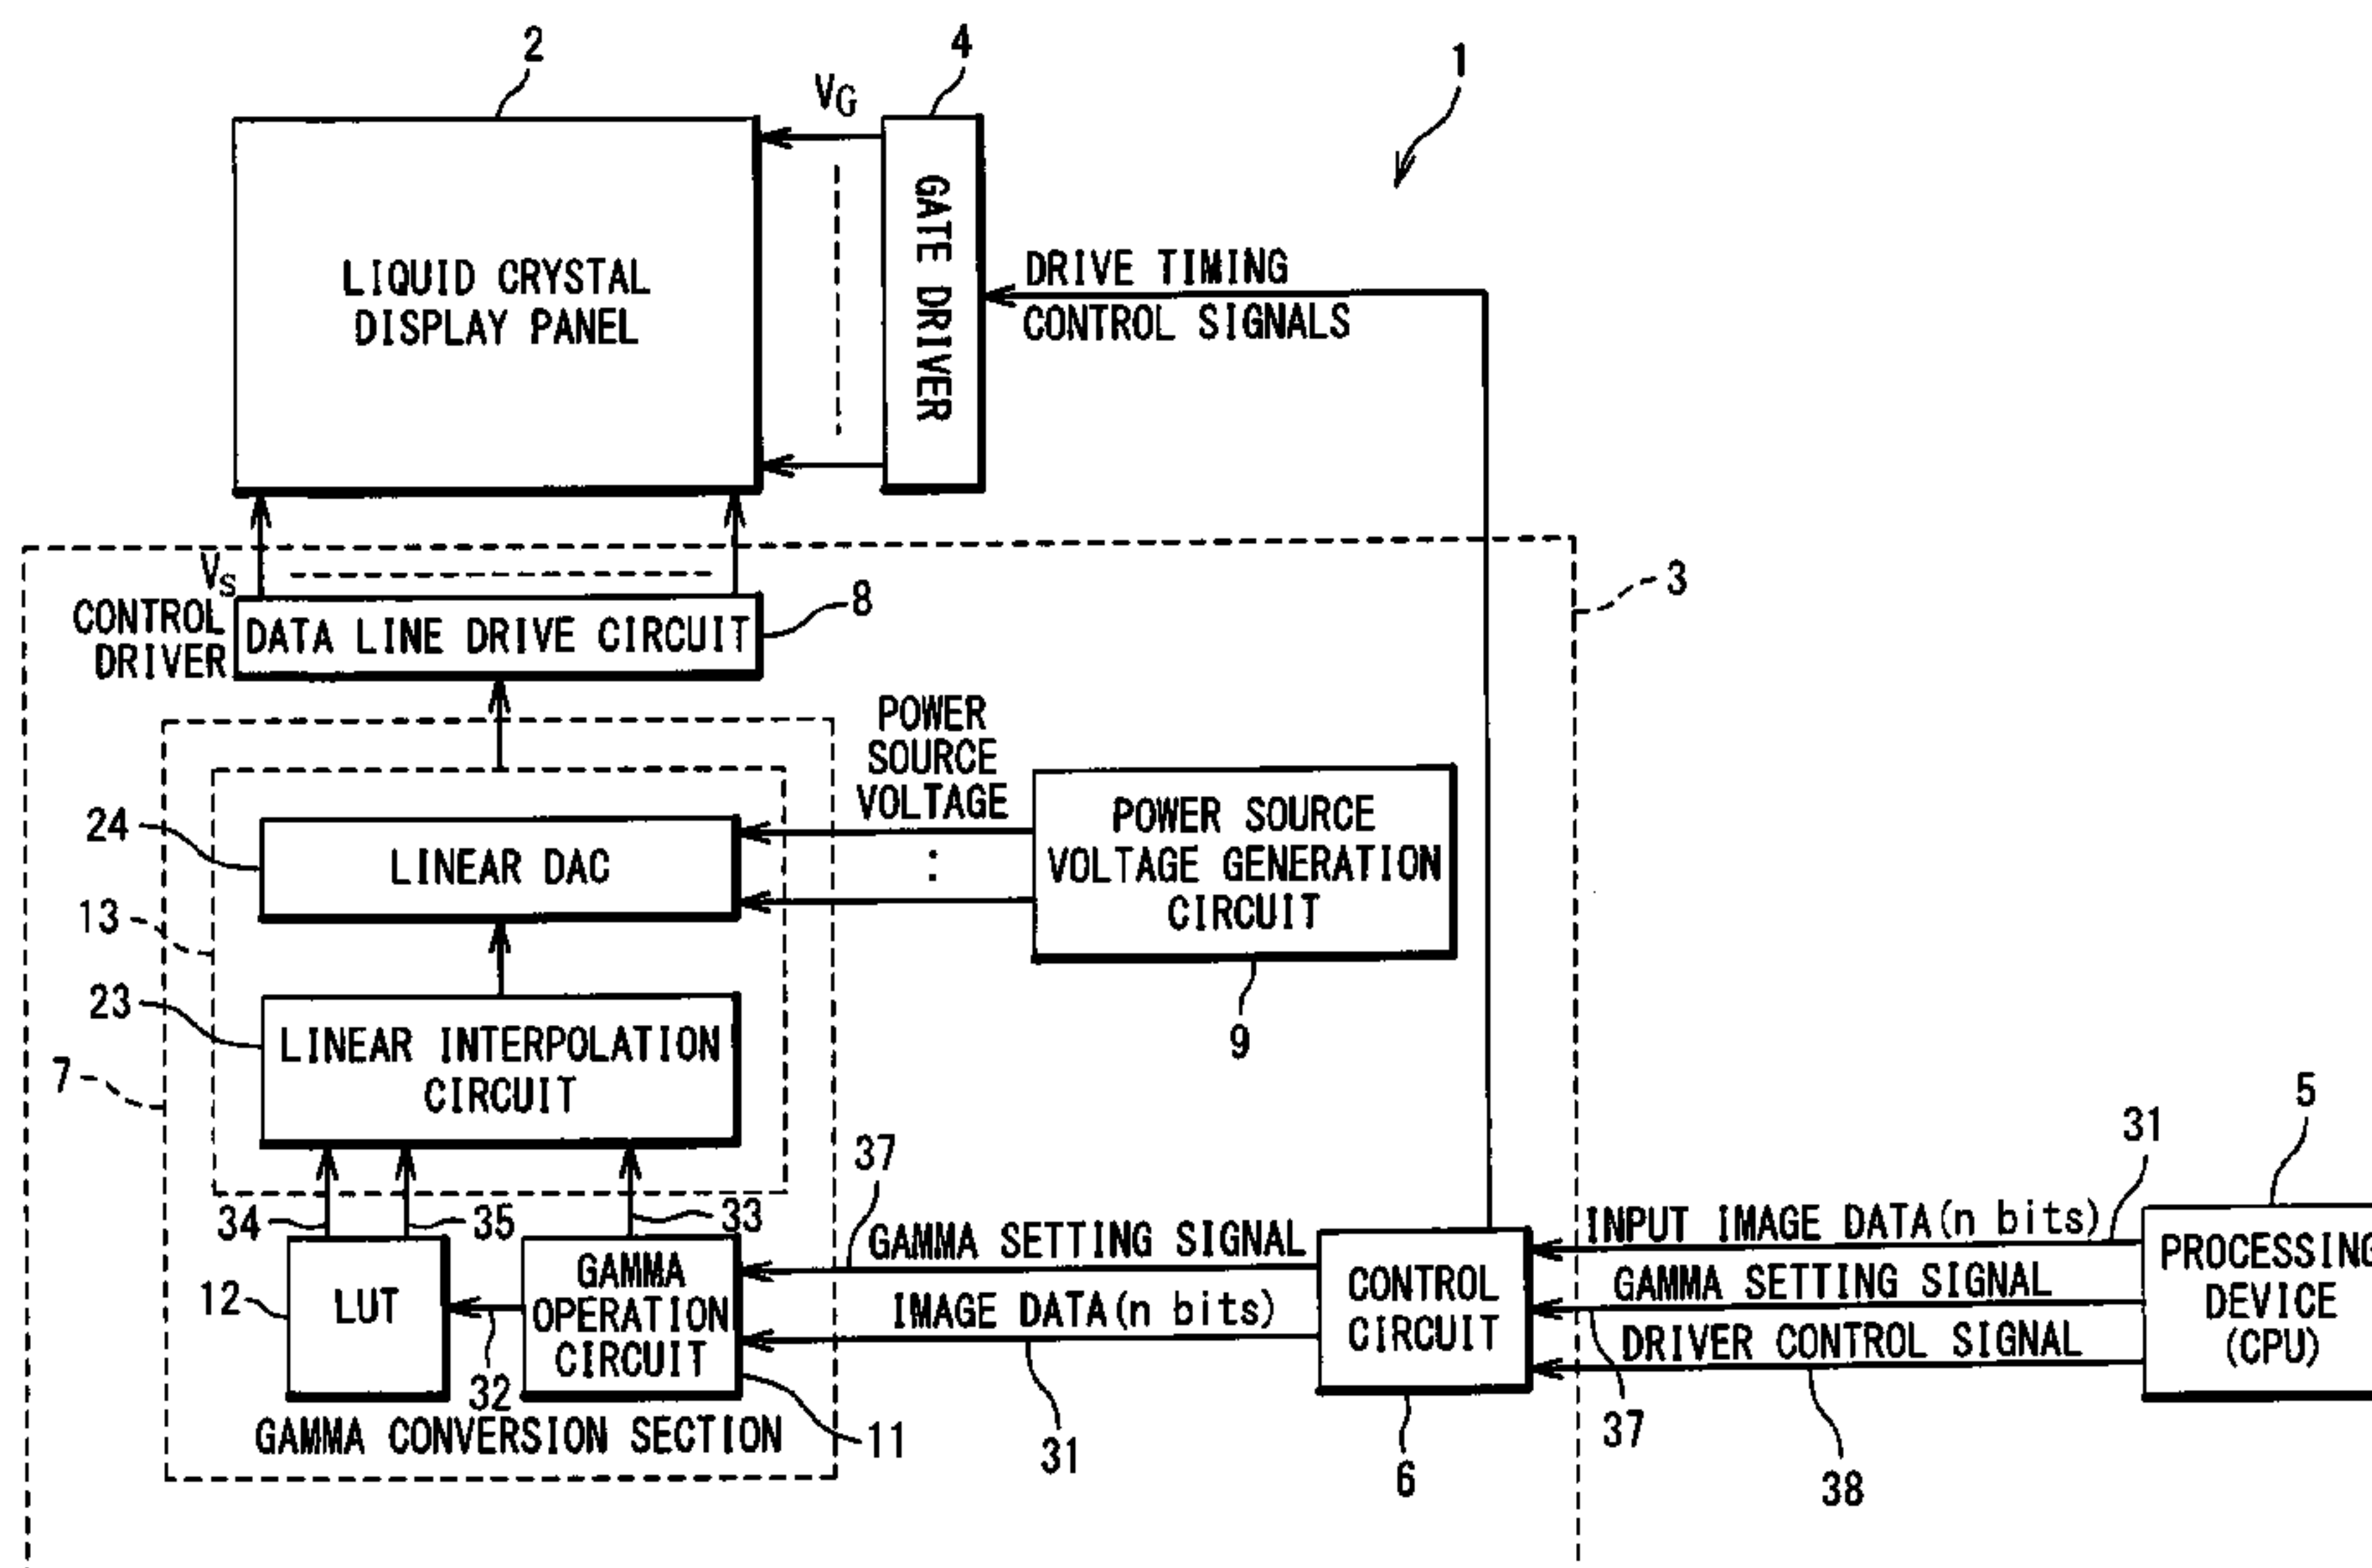 2
4
1
VG
GATE DRIVER
LIQUID CRYSTAL
DISPLAY PANEL
DRIVE TIMING
CONTROL SIGNALS
VS
3
CONTROL
DRIVER
DATA LINE DRIVE CIRCUIT
8
POWER
SOURCE
VOLTAGE
24
LINEAR DAC
:
POWER SOURCE
VOLTAGE GENERATION
CIRCUIT
13
23
LINEAR INTERPOLATION
CIRCUIT
9
7
5
31
37
34
35
33
GAMMA SETTING SIGNAL
INPUT IMAGE DATA(n bits)
PROCESSING
DEVICE
(CPU)
12
LUT
GAMMA
OPERATION
CIRCUIT
IMAGE DATA(n bits)
CONTROL
CIRCUIT
GAMMA SETTING SIGNAL
DRIVER CONTROL SIGNAL
32
GAMMA CONVERSION SECTION
11
31
6
37
38